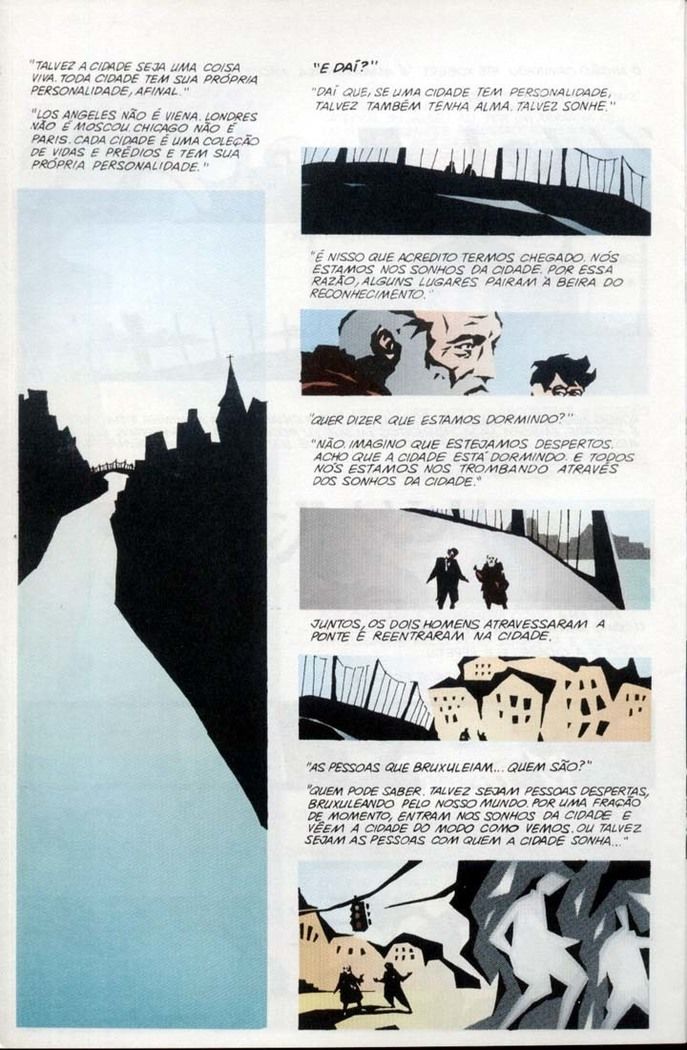 "TALVEZ A CIDADE SEJA UMA COISA
VIVA. TODA CIDADE TEM SUA PRÓPRIA
PERSONALIDADE, AFINAL."
"LOS ANGELES NÃO É VIENA. LONDRES
NÃO É MOSCOU. CHICAGO NÃO É
PARIS. CADA CIDADE É UMA COLEÇÃO
DE VIDAS E PRÉDIOS E TEM SUA
PRÓPRIA PERSONALIDADE."
"E DAÍ?"
"DAÍ QUE, SE UMA CIDADE TEM PERSONALIDADE,
TALVEZ TAMBÉM TENHA ALMA. TALVEZ SONHE."
"É NISSO QUE ACREDITO TERMOS CHEGADO. NÓS
ESTAMOS NOS SONHOS DA CIDADE. POR ESSA
RAZÃO, ALGUNS LUGARES PAIRAM À BEIRA DO
RECONHECIMENTO."
"QUER DIZER QUE ESTAMOS DORMINDO?"
"NÃO. IMAGINO QUE ESTEJAMOS DESPERTOS.
ACHO QUE A CIDADE ESTÁ DORMINDO. E TODOS
NÓS ESTAMOS NOS TROMBANDO ATRAVÉS
DOS SONHOS DA CIDADE."
JUNTOS, OS DOIS HOMENS ATRAVESSARAM A
PONTE E REENTRARAM NA CIDADE.
"AS PESSOAS QUE BRUXULEIAM... QUEM SÃO?"
"QUEM PODE SABER. TALVEZ SEJAM PESSOAS DESPERTAS,
BRUXULEANDO PELO NOSSO MUNDO. POR UMA FRAÇÃO
DE MOMENTO, ENTRAM NOS SONHOS DA CIDADE E
VÊEM A CIDADE DO MODO COMO VEMOS. OU TALVEZ
SEJAM AS PESSOAS COM QUEM A CIDADE SONHA..."